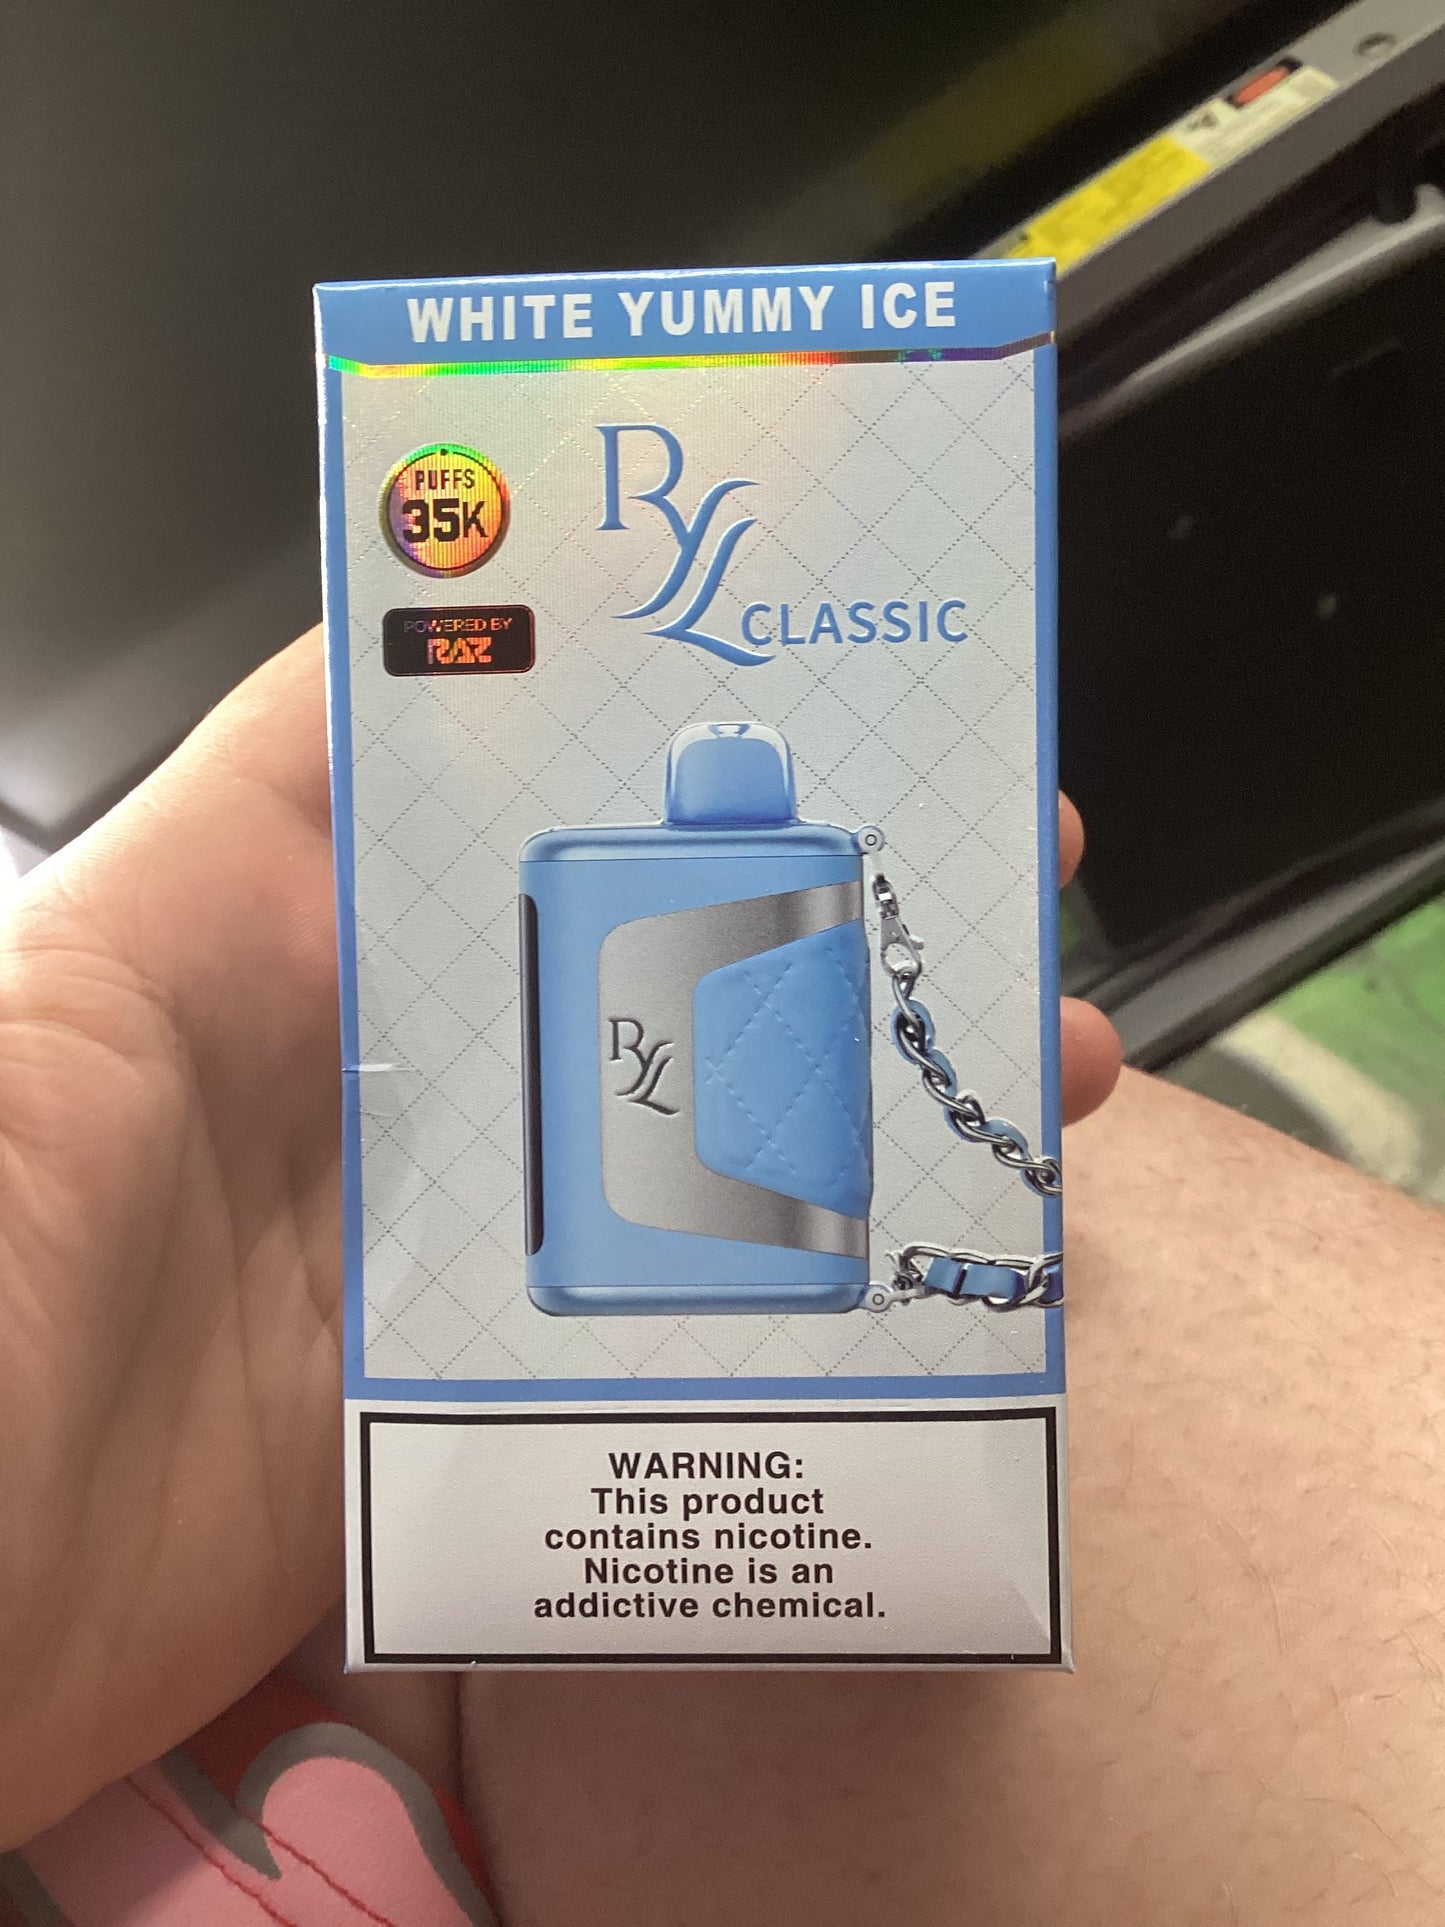 WHITE YUMMY ICE
PUFFS
35K
RYL
CLASSIC
POWERED BY
RAZ
RYL
WARNING:
This product
contains nicotine.
Nicotine is an
addictive chemical.